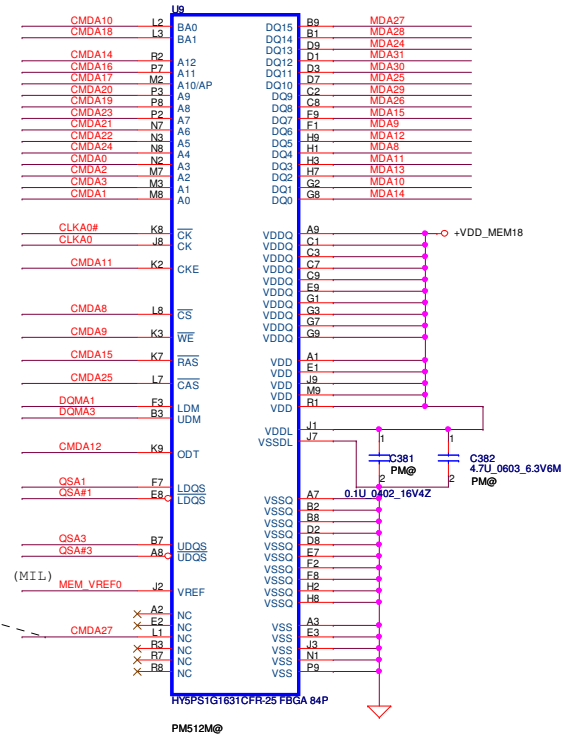 U9
CMDA10 L2 BA0 DQ15 B9 MDA27
CMDA18 L3 BA1 DQ14 B1 MDA28
DQ13 D9 MDA24
CMDA14 R2 A12 DQ12 D1 MDA31
CMDA16 P7 A11 DQ11 D3 MDA30
CMDA17 M2 A10/AP DQ10 D7 MDA25
CMDA20 P3 A9 DQ9 C2 MDA29
CMDA19 P8 A8 DQ8 C8 MDA26
CMDA23 P2 A7 DQ7 F9 MDA15
CMDA21 N7 A6 DQ6 F1 MDA9
CMDA22 N3 A5 DQ5 H9 MDA12
CMDA24 N8 A4 DQ4 H1 MDA8
CMDA0 N2 A3 DQ3 H3 MDA11
CMDA2 M7 A2 DQ2 H7 MDA13
CMDA3 M3 A1 DQ1 G2 MDA10
CMDA1 M8 A0 DQ0 G8 MDA14
CLKA0# K8 CK VDDQ A9 +VDD_MEM18
CLKA0 J8 CK VDDQ C1
VDDQ C3
CMDA11 K2 CKE VDDQ C7
VDDQ C9
VDDQ E9
VDDQ G1
CMDA8 L8 CS VDDQ G3
VDDQ G7
CMDA9 K3 WE VDDQ G9
CMDA15 K7 RAS VDD A1
VDD E1
CMDA25 L7 CAS VDD J9
VDD M9
DQMA1 F3 LDM VDD R1
DQMA3 B3 UDM
VDDL J1
VSSDL J7
1 1
CMDA12 K9 ODT
C381 C382
PM@ 4.7U_0603_6.3V6M
2 2 PM@
QSA1 F7 LDQS
0.1U_0402_16V4Z
QSA#1 E8 LDQS VSSQ A7
VSSQ B2
VSSQ B8
VSSQ D2
QSA3 B7 UDQS VSSQ D8
QSA#3 A8 UDQS VSSQ E7
VSSQ F2
(MIL)
VSSQ F8
MEM_VREF0 J2 VREF VSSQ H2
VSSQ H8
A2 NC
E2 NC VSS A3
CMDA27 L1 NC VSS E3
R3 NC VSS J3
R7 NC VSS N1
R8 NC VSS P9
HY5PS1G1631CFR-25 FBGA 84P
PM512M@